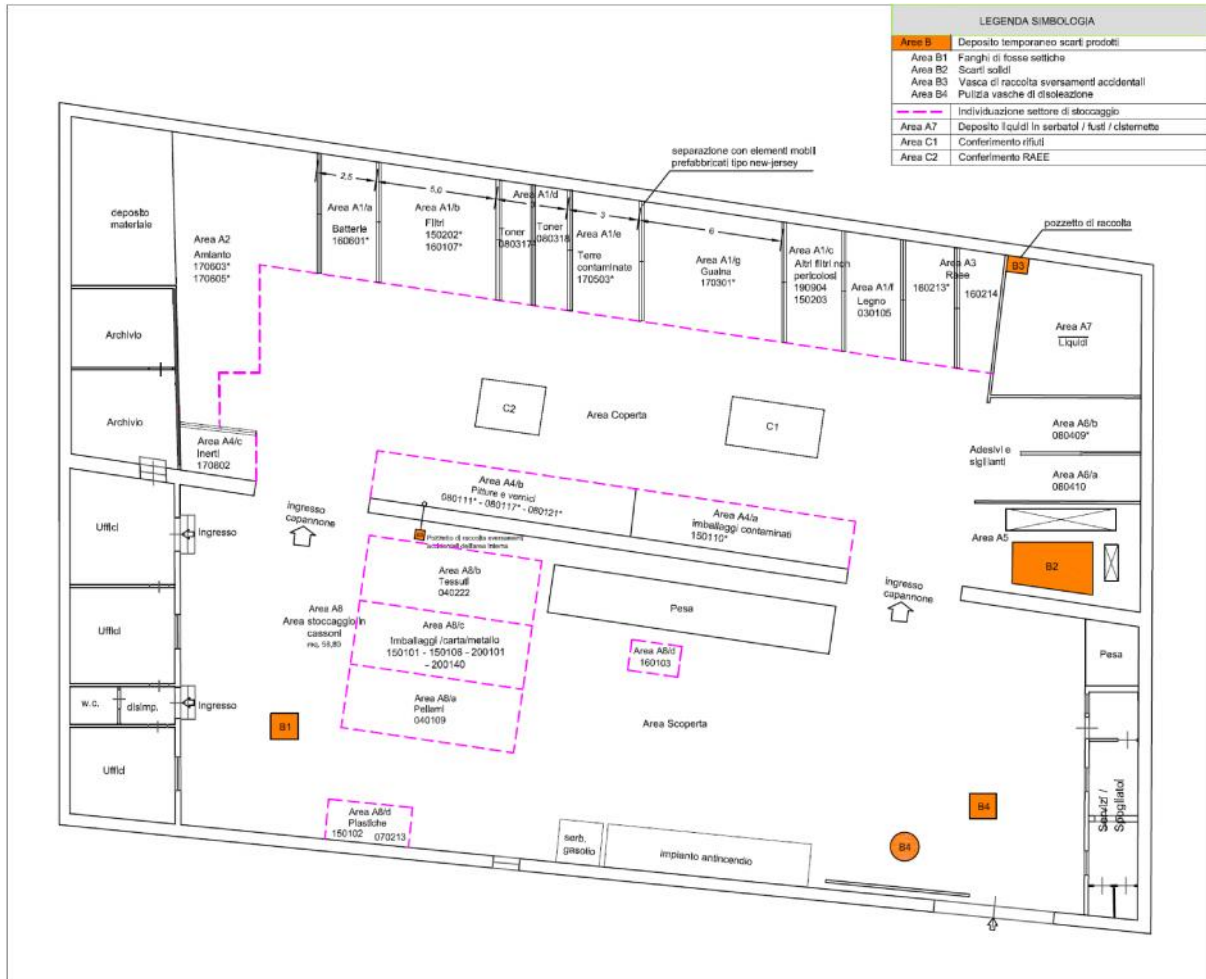 LEGENDA SIMBOLOGIA
Aree B Deposito temporaneo scarti prodotti
Area B1 Fanghi di fosse settiche
Area B2 Scarti solidi
Area B3 Vasca di raccolta sversamenti accidentali
Area B4 Pulizia vasche di disoleazione
Individuazione settore di stoccaggio
Area A7 Deposito liquidi in serbatoi / fusti / cisternette
Area C1 Conferimento rifiuti
Area C2 Conferimento RAEE
separazione con elementi mobili
prefabbricati tipo new-jersey
pozzetto di raccolta
deposito
materiale
Area A2
Amianto
170603*
170605*
2,5
Area A1/a
Batterie
160601*
5,0
Area A1/b
Filtri
150202*
160107*
Area A1/d
Toner
080317*
Toner
080318
3
Area A1/e
Terre
contaminate
170503*
6
Area A1/g
Guaina
170301*
Area A1/c
Altri filtri non
pericolosi
190904
150203
Area A1/f
Legno
030105
Area A3
Raee
160213*
160214
B3
Area A7
Liquidi
Archivio
Archivio
Area A4/c
Inerti
170802
C2
Area Coperta
C1
Area A6/b
080409*
Adesivi e
sigillanti
Area A6/a
080410
Area A4/b
Pitture e vernici
080111* - 080117* - 080121*
Area A4/a
imballaggi contaminati
150110*
Uffici
Ingresso
ingresso
capannone
Pozzetto di raccolta sversamenti
accidentali dell'area interna
Area A5
B2
Area A8/b
Tessuti
040222
Pesa
ingresso
capannone
Uffici
Area A8
Area stoccaggio in
cassoni
Area A8/c
Imballaggi /carta/metallo
150101 - 150106 - 200101
- 200140
Area A8/d
160103
Pesa
w.c.
disimp.
Ingresso
Area A8/a
Pellami
040109
Area Scoperta
B1
Uffici
Area A8/d
Plastiche
150102 070213
serb.
gasolio
impianto antincendio
B4
B4
Servizi /
Spogliatoi